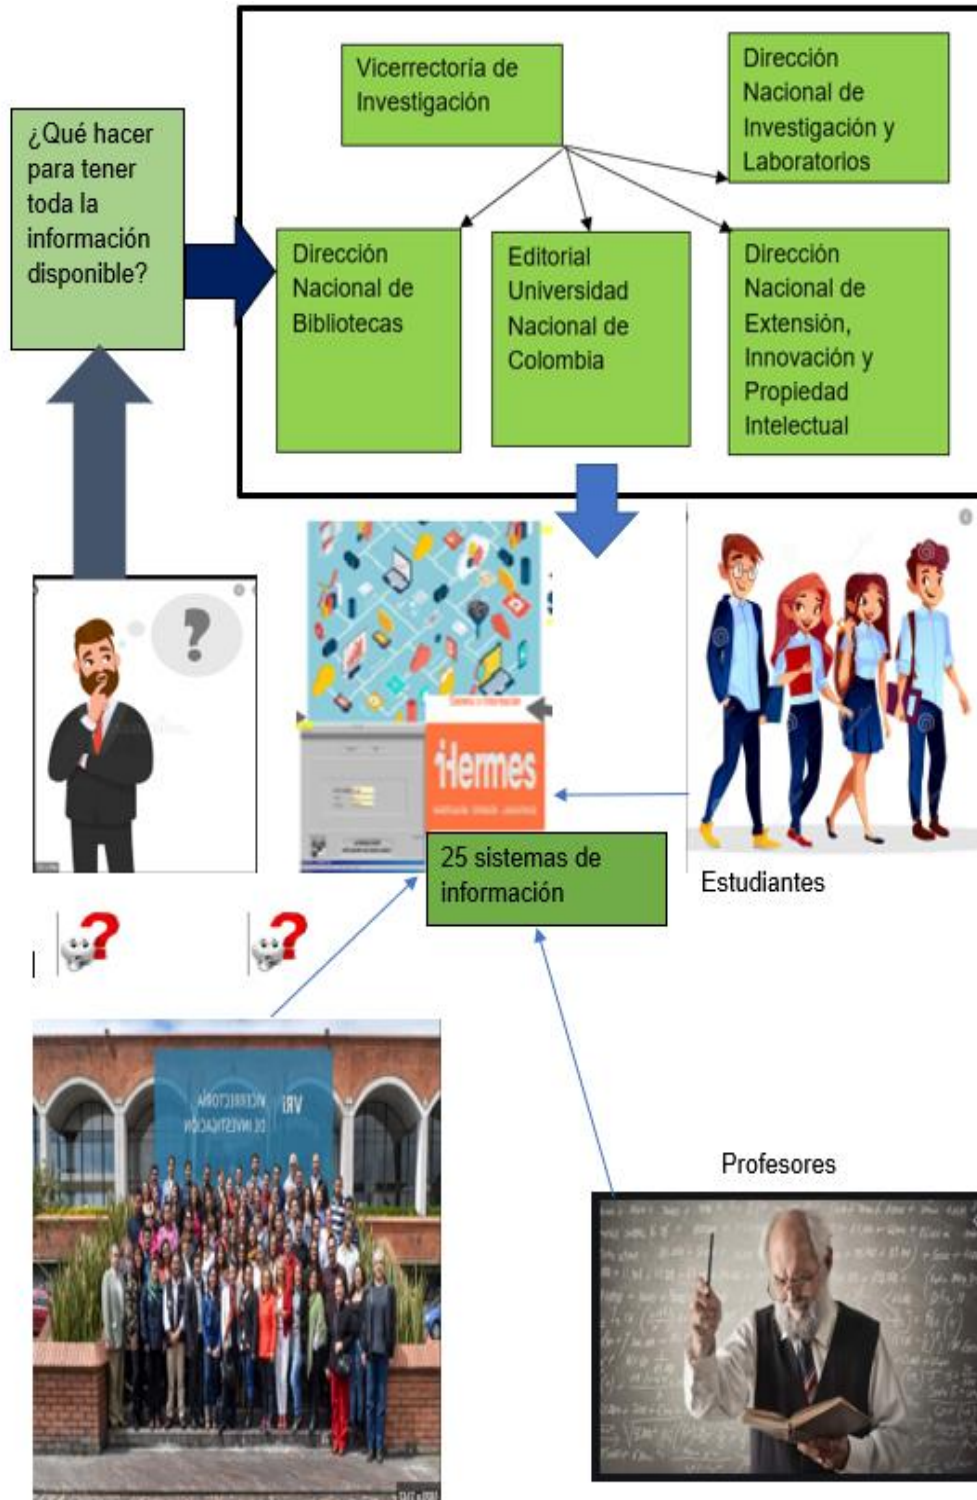 Vicerrectoría de
Investigación
Dirección
Nacional de
Investigación y
Laboratorios
¿Qué hacer
para tener
toda la
información
disponible?
Dirección
Nacional de
Bibliotecas
Editorial
Universidad
Nacional de
Colombia
Dirección
Nacional de
Extensión,
Innovación y
Propiedad
Intelectual
?
Hermes
25 sistemas de
información
Estudiantes
?
?
VRI
VICERRECTORÍA
DE INVESTIGACIÓN
Profesores